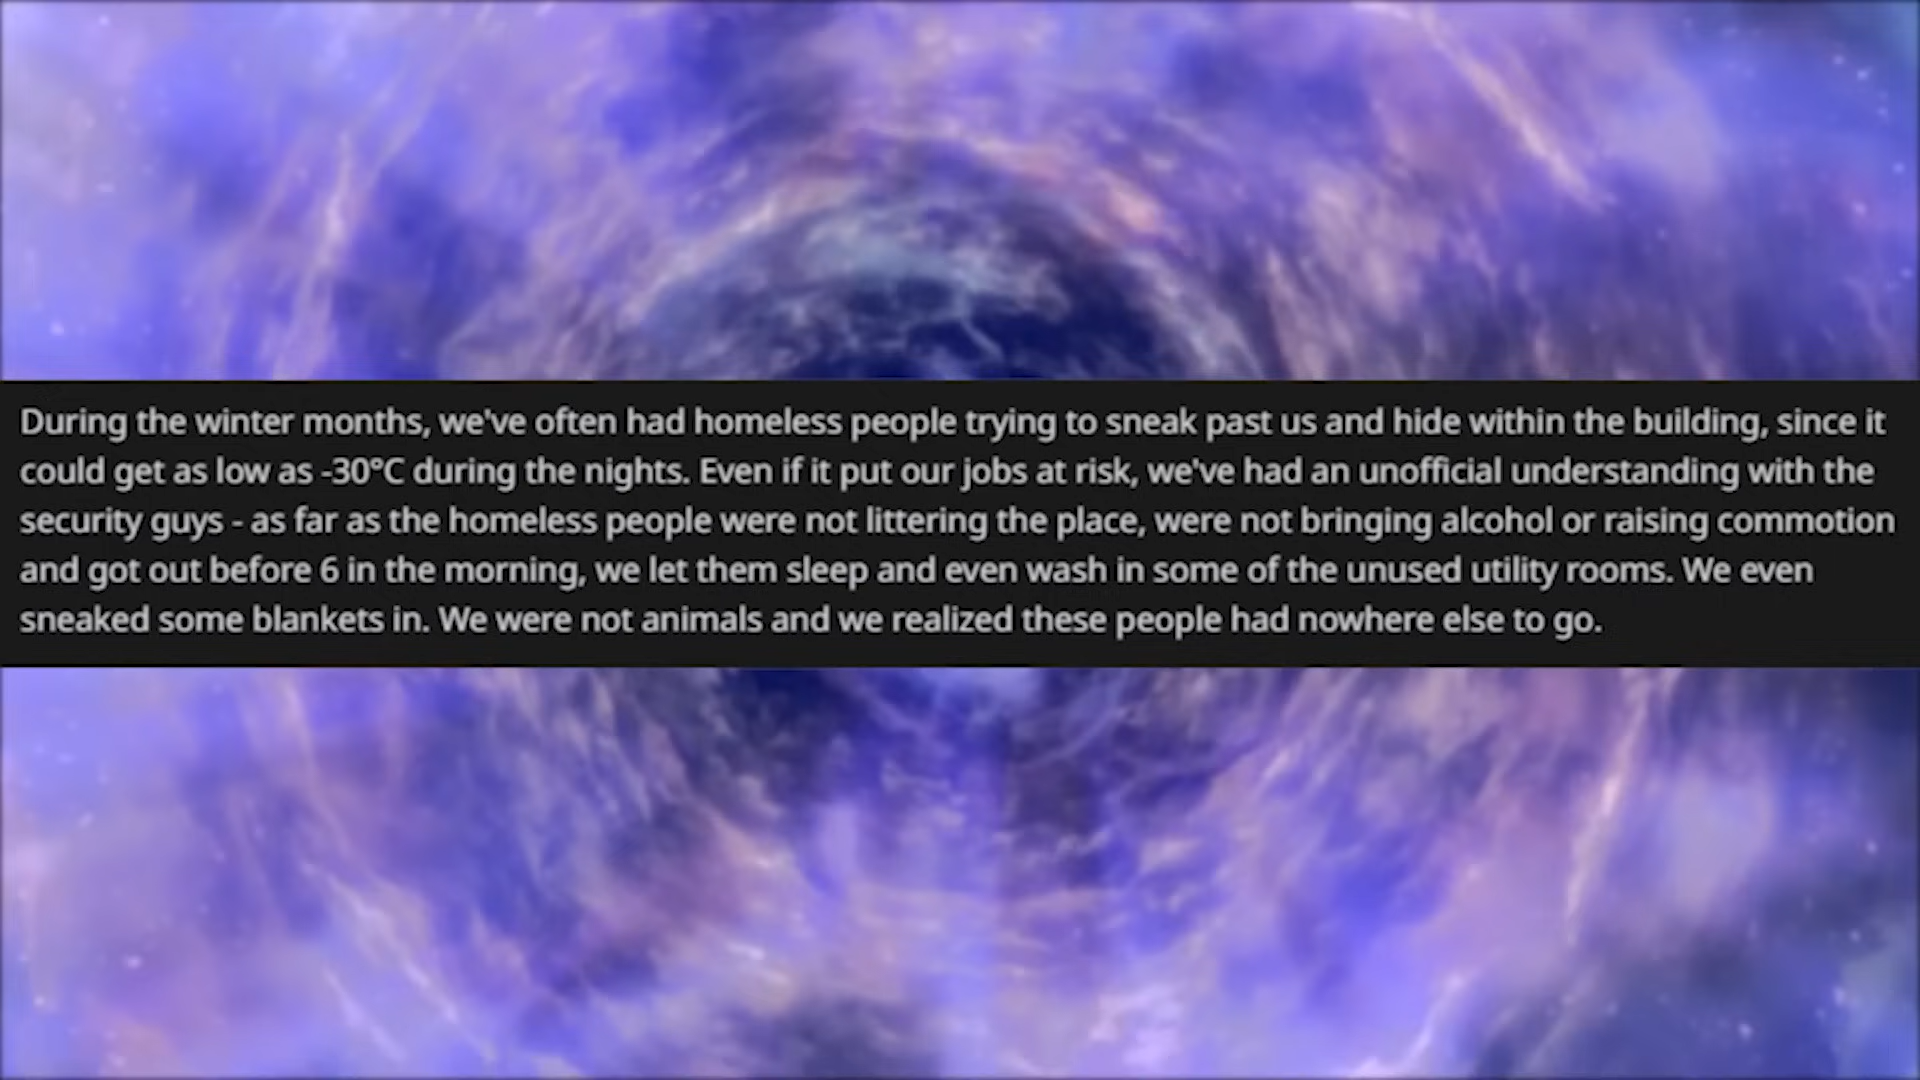 During the winter months, we've often had homeless people trying to sneak past us and hide within the building, since it
could get as low as -30°C during the nights. Even if it put our jobs at risk, we've had an unofficial understanding with the
security guys - as far as the homeless people were not littering the place, were not bringing alcohol or raising commotion
and got out before 6 in the morning, we let them sleep and even wash in some of the unused utility rooms. We even
sneaked some blankets in. We were not animals and we realized these people had nowhere else to go.